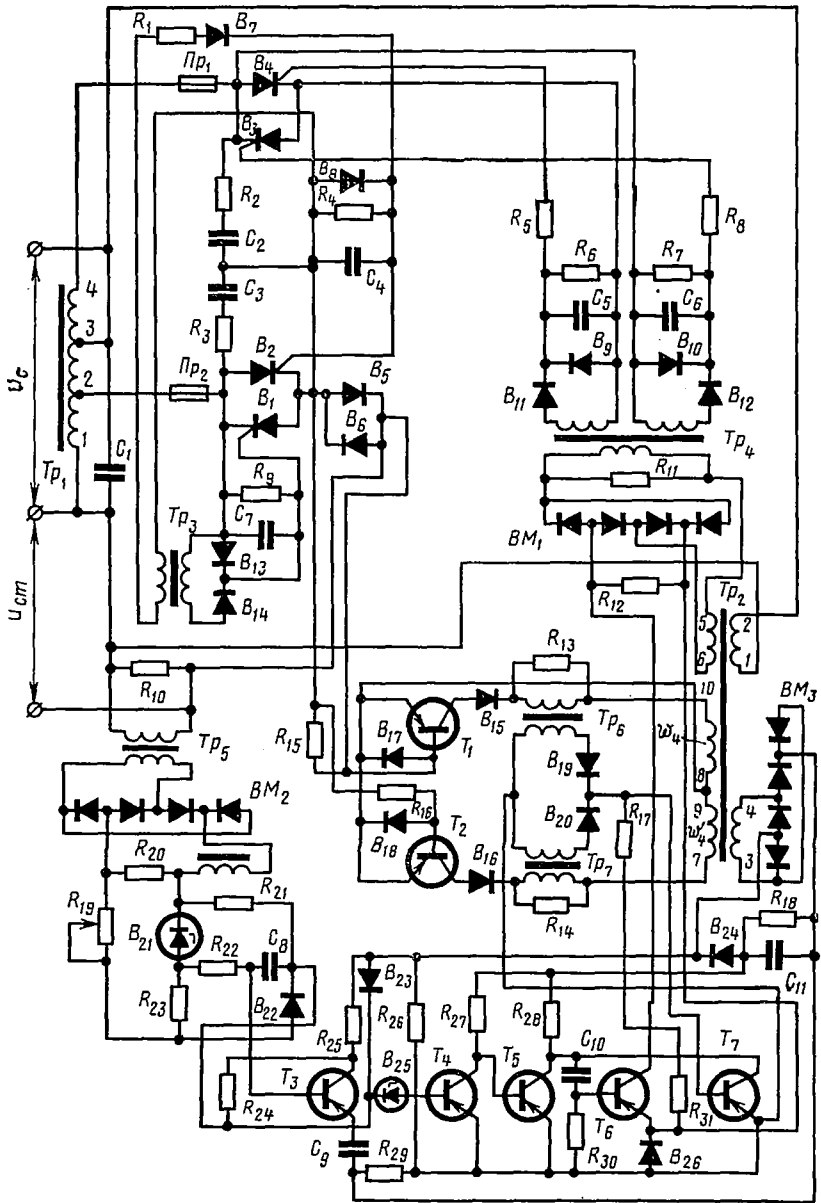 R₁ B₇
Пр₁ B₄
B₃
R₂ B₈ R₄
C₂ C₄
C₃
R₃
B₂ B₅
Пр₂ B₁ B₆
R₉
C₇
Тр₃ B₁₃
B₁₄
4
3
2
1
U_c
Тр₁ C₁
U_ст
R₅ R₈
R₆ R₇
C₅ C₆
B₉ B₁₀
B₁₁ B₁₂
Тр₄
R₁₁
ВМ₁
R₁₂ Тр₂
5 2
6 1
10
R₁₀
Тр₅
R₁₅
R₁₃
B₁₇ T₁ B₁₅ Тр₆ w₄ ВМ₃
8
B₁₉
ВМ₂
R₁₆ B₂₀ R₁₇ 9 w₄' 4
B₁₈ T₂ B₁₆ Тр₇ 7 3
R₁₄
R₁₈
R₂₀
R₁₉ R₂₁
B₂₁ R₂₂ C₈
R₂₃ B₂₂
B₂₃ B₂₄ C₁₁
R₂₅ R₂₆ R₂₇ R₂₈
B₂₅ T₄ T₅ C₁₀ T₇
T₃
R₂₄ T₆ R₃₁
C₉ R₂₉ R₃₀ B₂₆